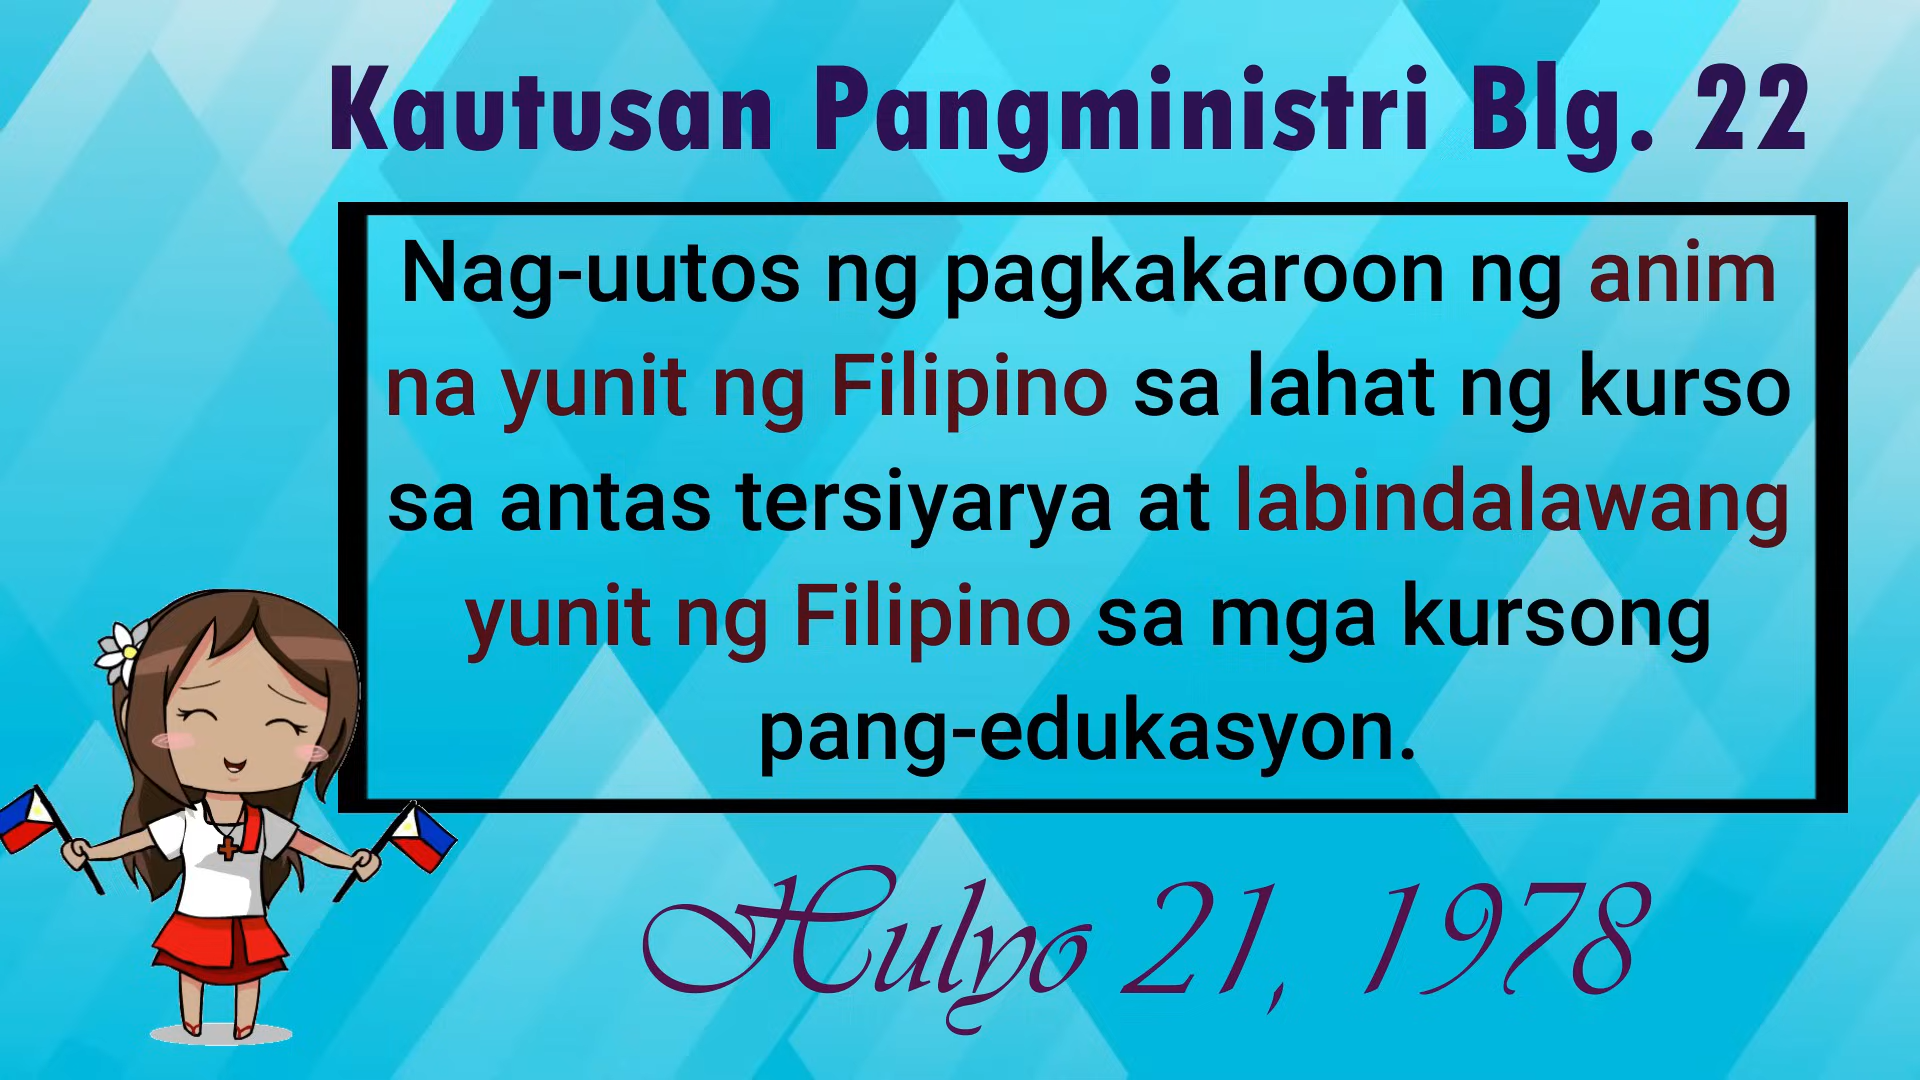 Kautusan Pangministri Blg. 22
Nag-uutos ng pagkakaroon ng anim
na yunit ng Filipino sa lahat ng kurso
sa antas tersiyarya at labindalawang
yunit ng Filipino sa mga kursong
pang-edukasyon.
Hulyo 21, 1978